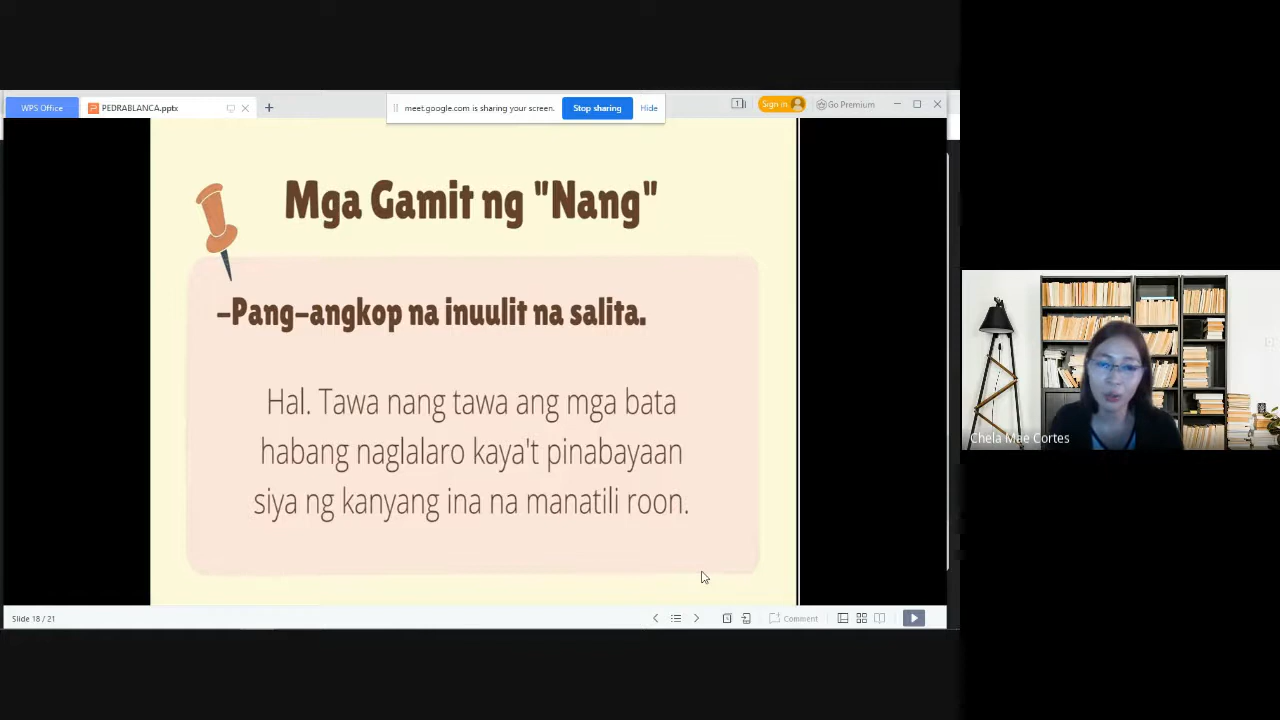 WPS Office
PEDRABLANCA.pptx
meet.google.com is sharing your screen.
Stop sharing
Hide
1
Sign in
Go Premium
Mga Gamit ng "Nang"
-Pang-angkop na inuulit na salita.
Hal. Tawa nang tawa ang mga bata
habang naglalaro kaya't pinabayaan
siya ng kanyang ina na manatili roon.
Chela Mae Cortes
Slide 18 / 21
Comment